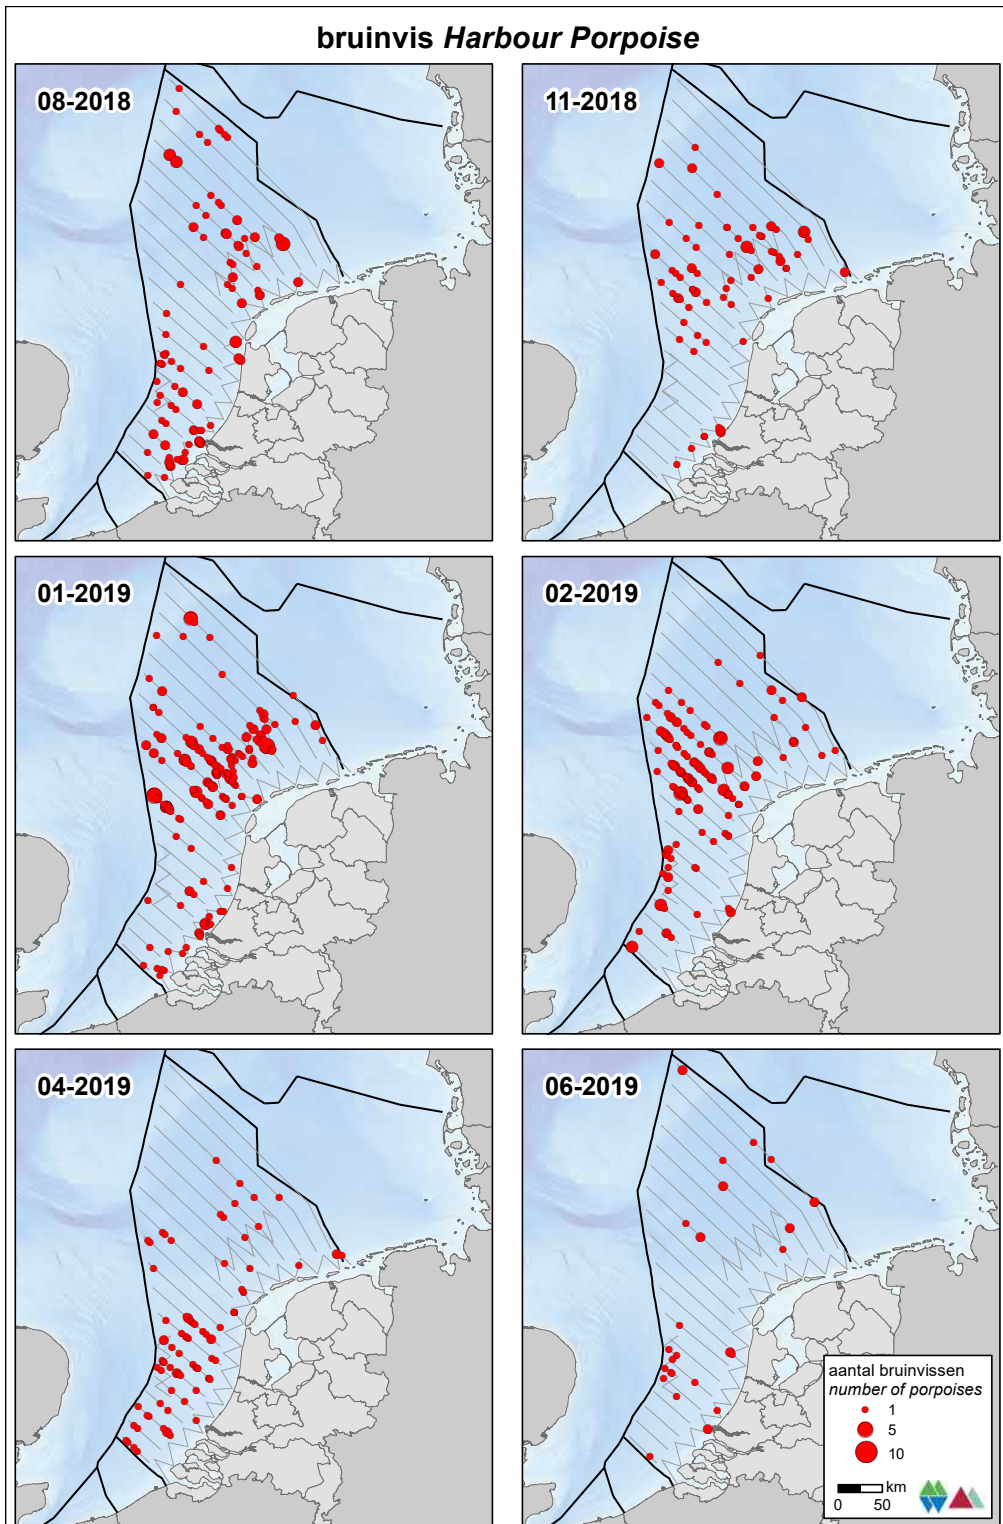 bruinvis Harbour Porpoise
08-2018
11-2018
01-2019
02-2019
04-2019
06-2019
aantal bruinvissen
number of porpoises
1
5
10
km
0 50